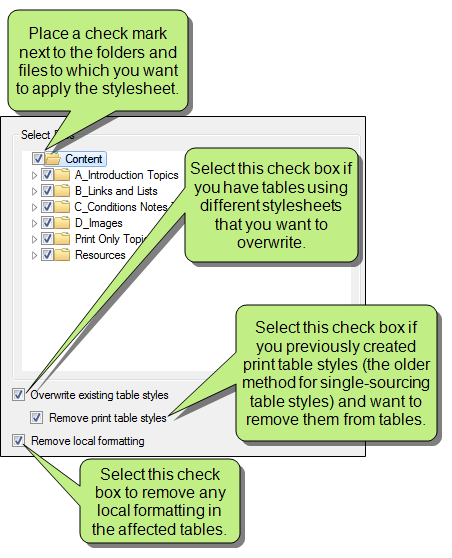 Place a check mark
next to the folders and
files to which you want
to apply the stylesheet.
Select
Content
A_Introduction Topics
B_Links and Lists
C_Conditions Notes
D_Images
Print Only
Resources
Select this check box if
you have tables using
different stylesheets
that you want to
overwrite.
Select this check box if
you previously created
print table styles (the older
method for single-sourcing
table styles) and want to
remove them from tables.
Overwrite existing table styles
Remove print table styles
Remove local formatting
Select this check
box to remove any
local formatting in
the affected tables.